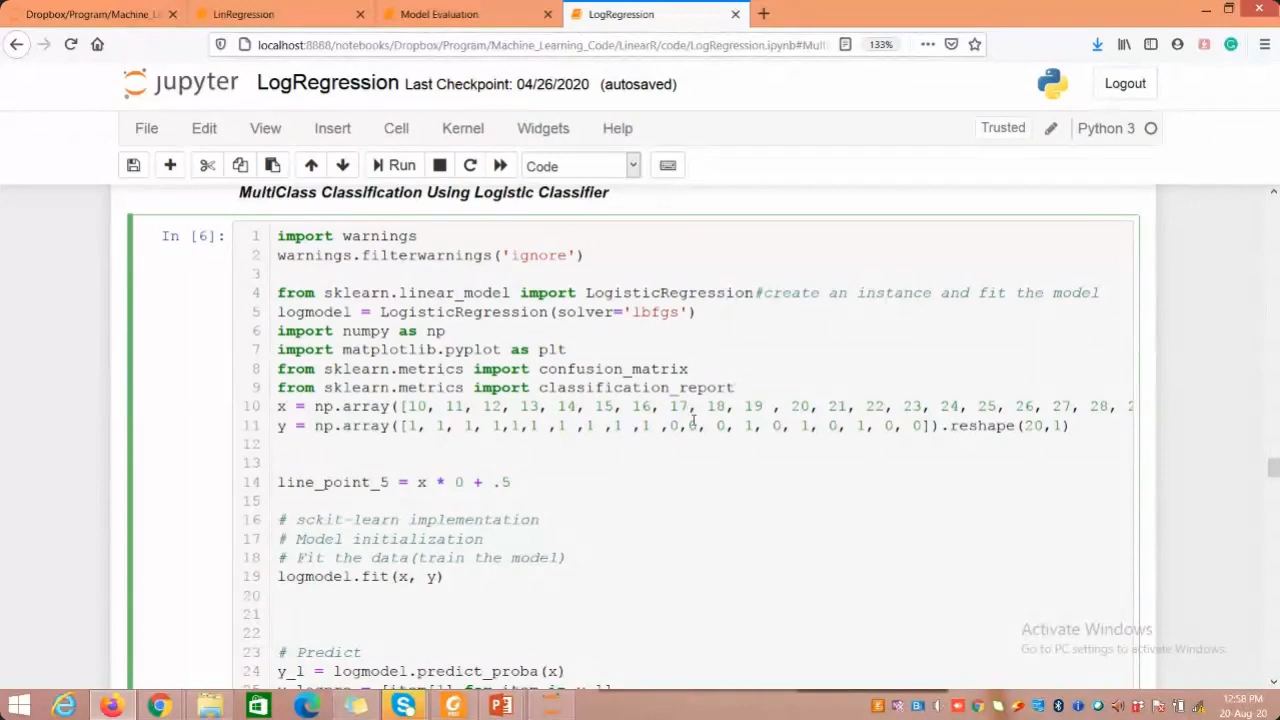 Dropbox/Program/Machine_Le
LinRegression
Model Evaluation
LogRegression
localhost:8888/notebooks/Dropbox/Program/Machine_Learning_Code/LinearR/code/LogRegression.ipynb#Mult
133%
jupyter LogRegression Last Checkpoint: 04/26/2020 (autosaved)
Logout
File Edit View Insert Cell Kernel Widgets Help
Trusted Python 3
Run Code
MultiClass Classification Using Logistic Classifier
In [6]:
1 import warnings
2 warnings.filterwarnings('ignore')
3
4 from sklearn.linear_model import LogisticRegression#create an instance and fit the model
5 logmodel = LogisticRegression(solver='lbfgs')
6 import numpy as np
7 import matplotlib.pyplot as plt
8 from sklearn.metrics import confusion_matrix
9 from sklearn.metrics import classification_report
10 x = np.array([10, 11, 12, 13, 14, 15, 16, 17, 18, 19 , 20, 21, 22, 23, 24, 25, 26, 27, 28, 2
11 y = np.array([1, 1, 1, 1,1,1 ,1 ,1 ,1 ,1 ,0,0, 0, 1, 0, 1, 0, 1, 0, 0]).reshape(20,1)
12
13
14 line_point_5 = x * 0 + .5
15
16 # sckit-learn implementation
17 # Model initialization
18 # Fit the data(train the model)
19 logmodel.fit(x, y)
20
21
22
23 # Predict
24 y_l = logmodel.predict_proba(x)
Activate Windows
Go to PC settings to activate Windows.
12:58 PM
20-Aug-20